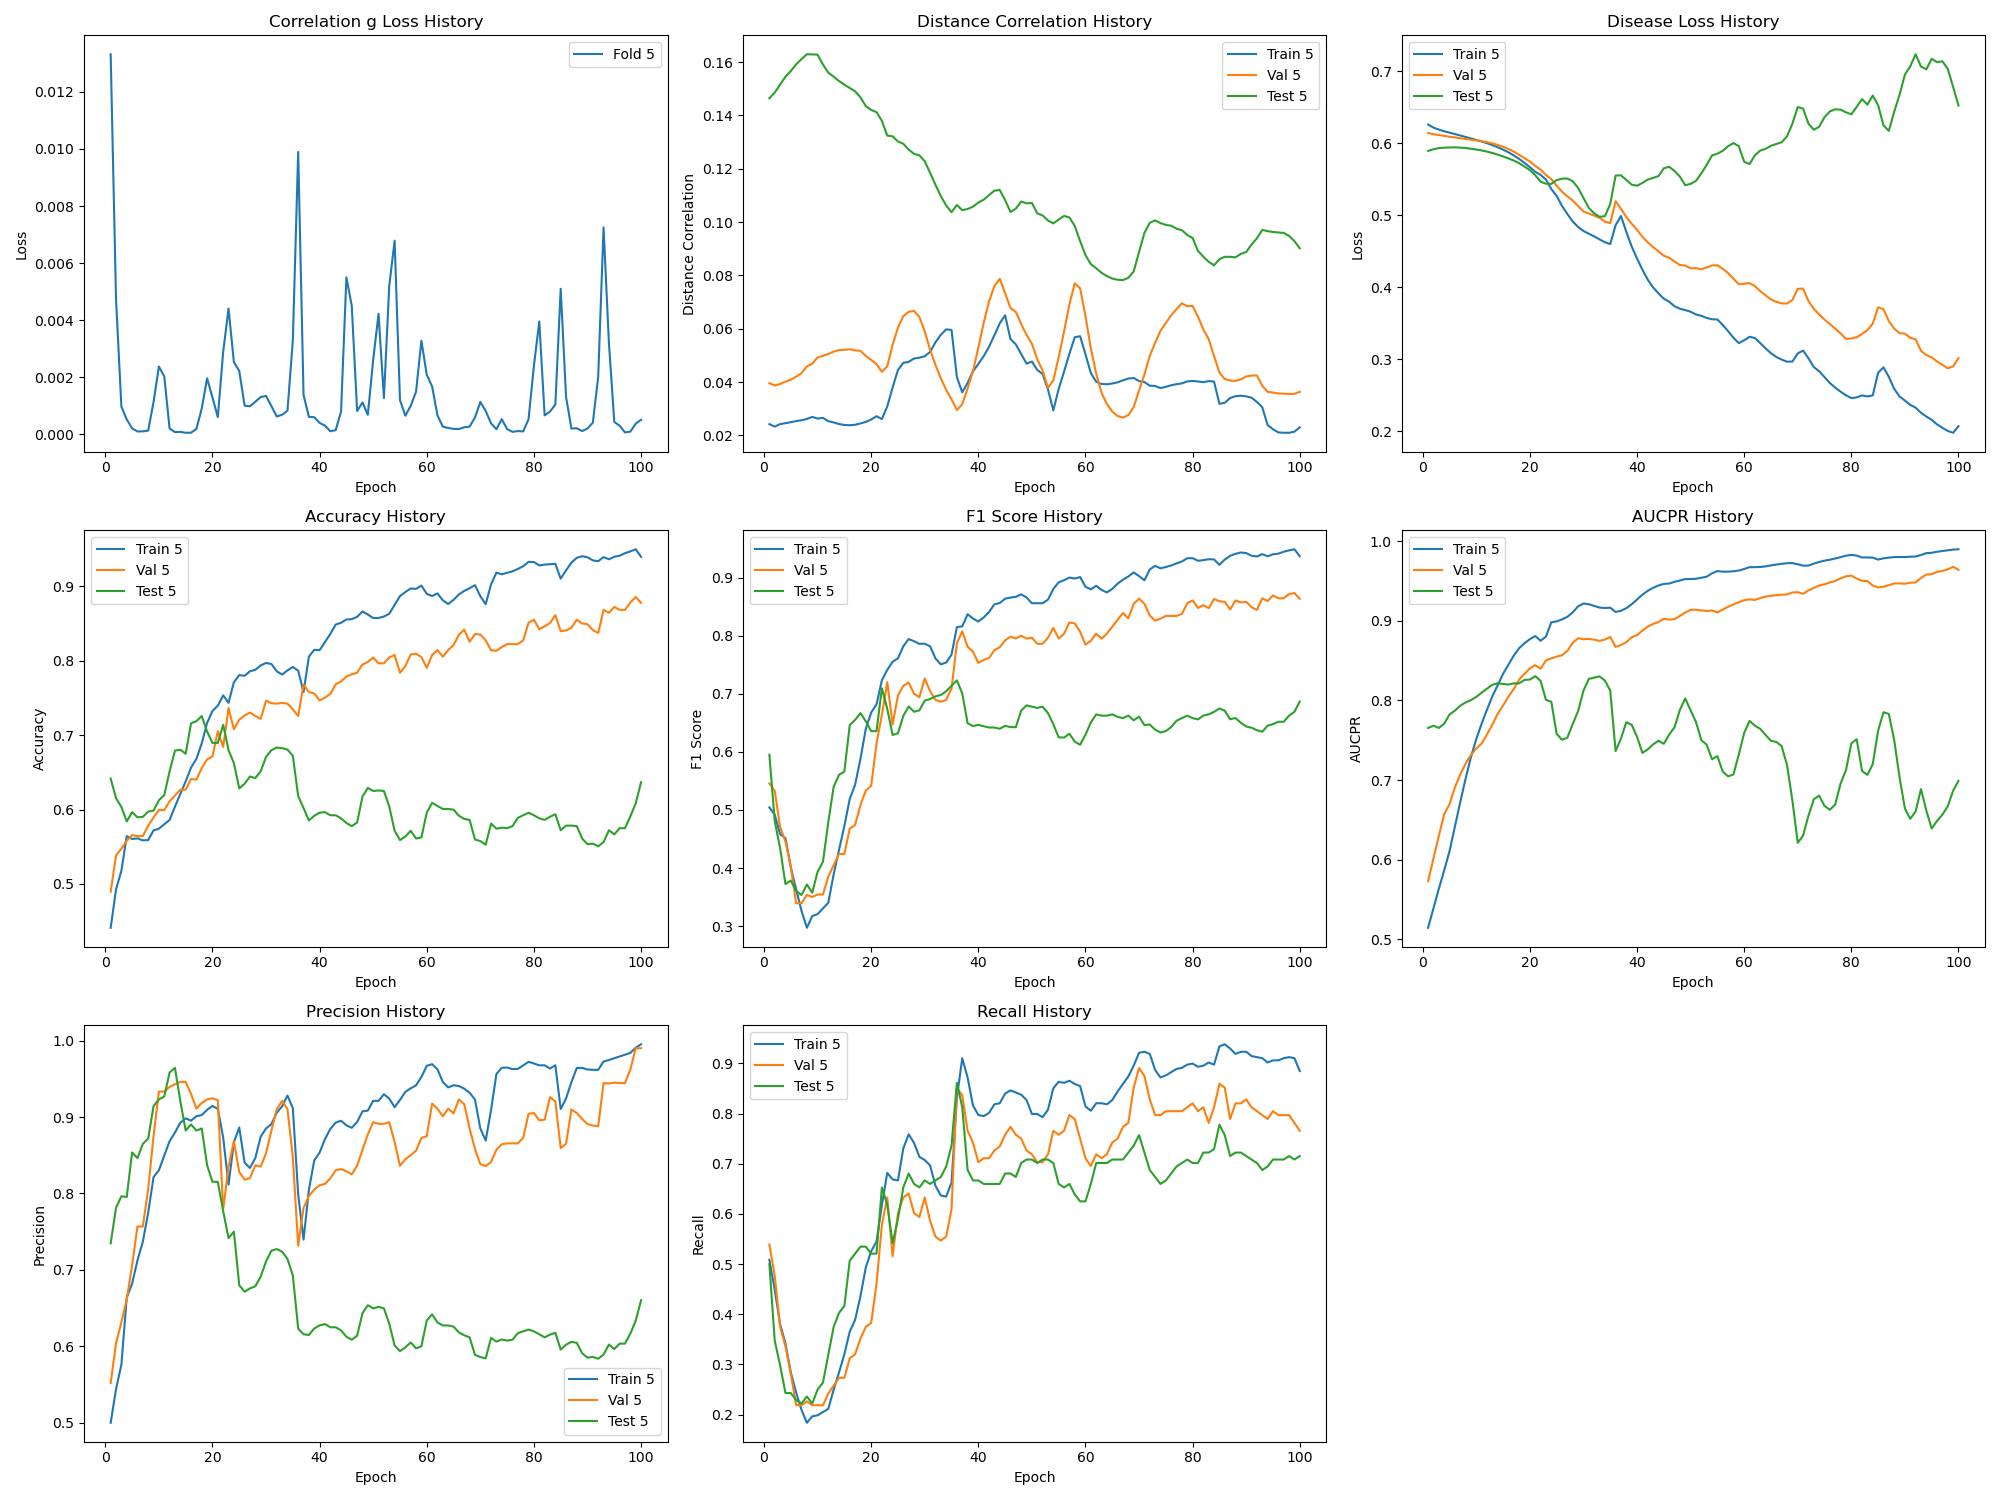 Correlation g Loss History
Loss
0.012
0.010
0.008
0.006
0.004
0.002
0.000
0 20 40 60 80 100
Epoch
Fold 5
Distance Correlation History
Distance Correlation
0.16
0.14
0.12
0.10
0.08
0.06
0.04
0.02
0 20 40 60 80 100
Epoch
Train 5
Val 5
Test 5
Disease Loss History
Loss
0.7
0.6
0.5
0.4
0.3
0.2
0 20 40 60 80 100
Epoch
Train 5
Val 5
Test 5
Accuracy History
Accuracy
0.9
0.8
0.7
0.6
0.5
0 20 40 60 80 100
Epoch
Train 5
Val 5
Test 5
F1 Score History
F1 Score
0.9
0.8
0.7
0.6
0.5
0.4
0.3
0 20 40 60 80 100
Epoch
Train 5
Val 5
Test 5
AUCPR History
AUCPR
1.0
0.9
0.8
0.7
0.6
0.5
0 20 40 60 80 100
Epoch
Train 5
Val 5
Test 5
Precision History
Precision
1.0
0.9
0.8
0.7
0.6
0.5
0 20 40 60 80 100
Epoch
Train 5
Val 5
Test 5
Recall History
Recall
0.9
0.8
0.7
0.6
0.5
0.4
0.3
0.2
0 20 40 60 80 100
Epoch
Train 5
Val 5
Test 5